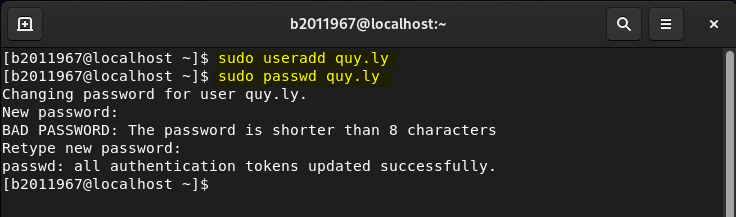 b2011967@localhost:~
[b2011967@localhost ~]$ sudo useradd quy.ly
[b2011967@localhost ~]$ sudo passwd quy.ly
Changing password for user quy.ly.
New password:
BAD PASSWORD: The password is shorter than 8 characters
Retype new password:
passwd: all authentication tokens updated successfully.
[b2011967@localhost ~]$